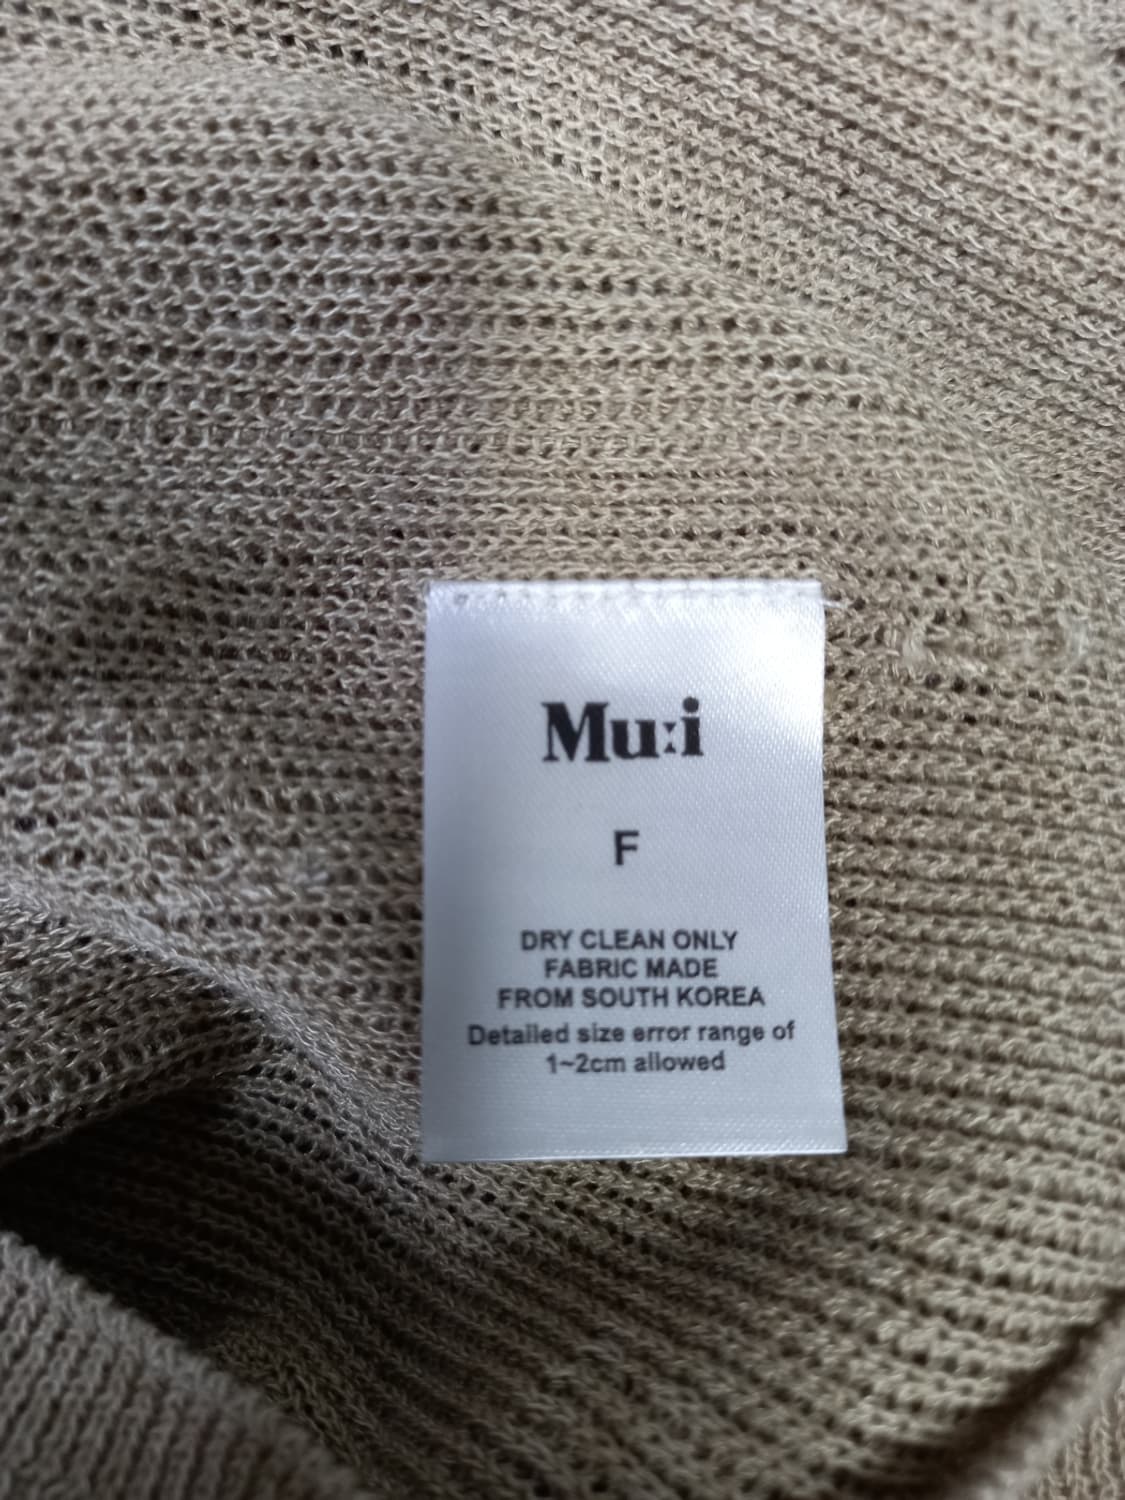 Mu:i
F
DRY CLEAN ONLY
FABRIC MADE
FROM SOUTH KOREA
Detailed size error range of
1~2cm allowed